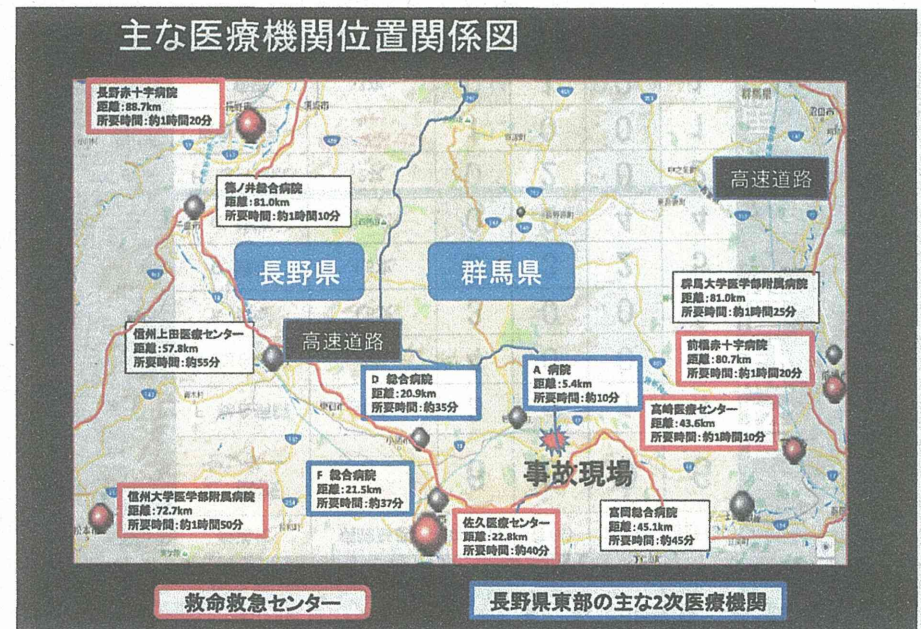 主な医療機関位置関係図
長野赤十字病院
距離:88.7km
所要時間:約1時間20分
群馬県
沼田市
高速道路
篠ノ井総合病院
距離:81.0km
所要時間:約1時間10分
長野県
群馬県
群馬大学医学部附属病院
距離:81.0km
所要時間:約1時間25分
信州上田医療センター
距離:57.8km
所要時間:約55分
高速道路
前橋赤十字病院
距離:80.7km
所要時間:約1時間20分
D 総合病院
距離:20.9km
所要時間:約35分
A 病院
距離:5.4km
所要時間:約10分
高崎医療センター
距離:43.6km
所要時間:約1時間10分
事故現場
F 総合病院
距離:21.5km
所要時間:約37分
信州大学医学部附属病院
距離:72.7km
所要時間:約1時間50分
佐久医療センター
距離:22.8km
所要時間:約40分
富岡総合病院
距離:45.1km
所要時間:約45分
救命救急センター
長野県東部の主な2次医療機関